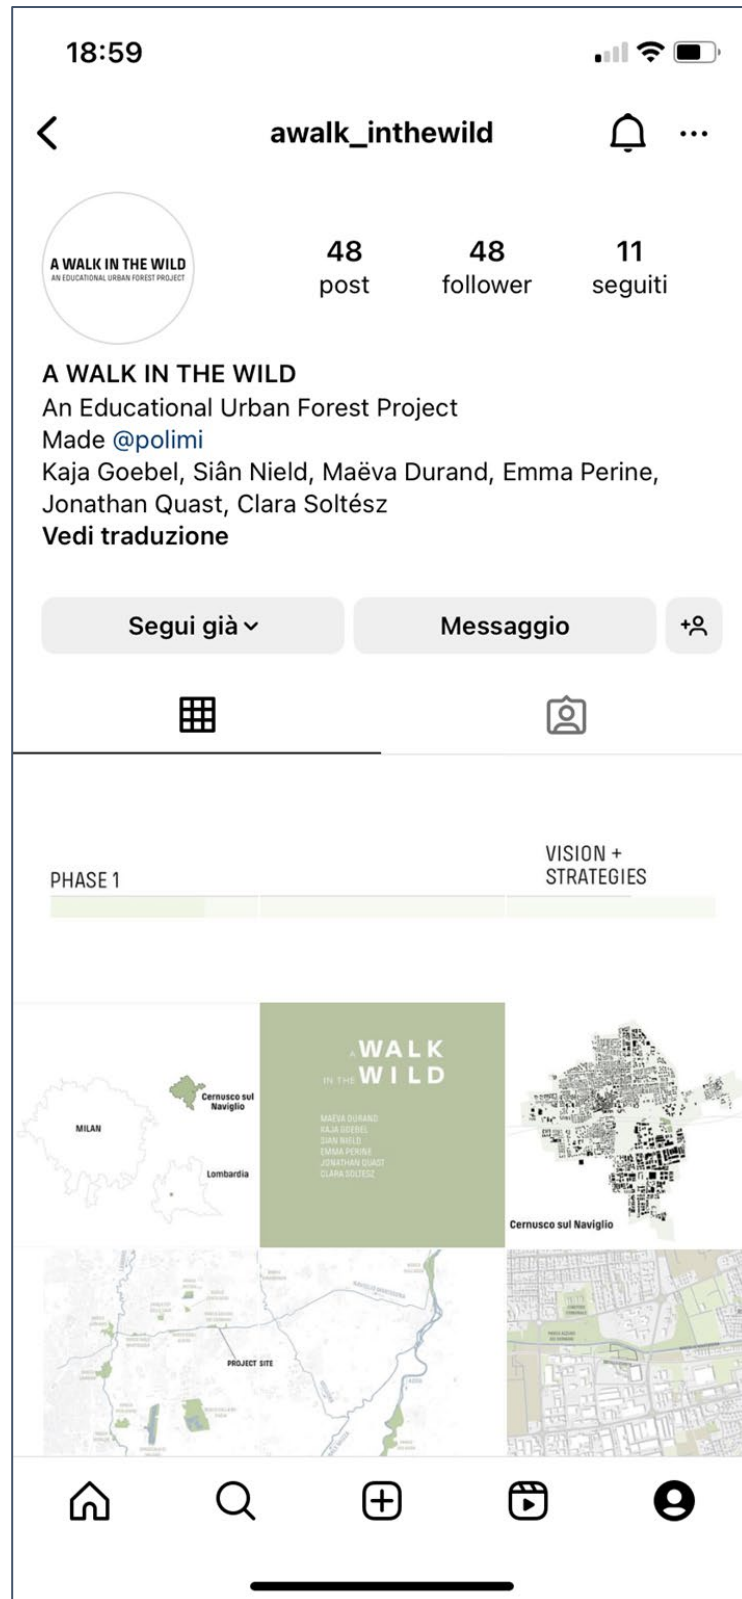 18:59
awalk_inthewild
A WALK IN THE WILD
AN EDUCATIONAL URBAN FOREST PROJECT
48
post
48
follower
11
seguiti
A WALK IN THE WILD
An Educational Urban Forest Project
Made @polimi
Kaja Goebel, Siân Nield, Maëva Durand, Emma Perine,
Jonathan Quast, Clara Soltész
Vedi traduzione
Segui già
Messaggio
PHASE 1
VISION +
STRATEGIES
MILAN
Cernusco sul
Naviglio
Lombardia
A WALK
IN THE WILD
MAËVA DURAND
KAJA GOEBEL
SIAN NIELD
EMMA PERINE
JONATHAN QUAST
CLARA SOLTESZ
Cernusco sul Naviglio
NAVIGLIO MARTESANA
PROJECT SITE
ADDA